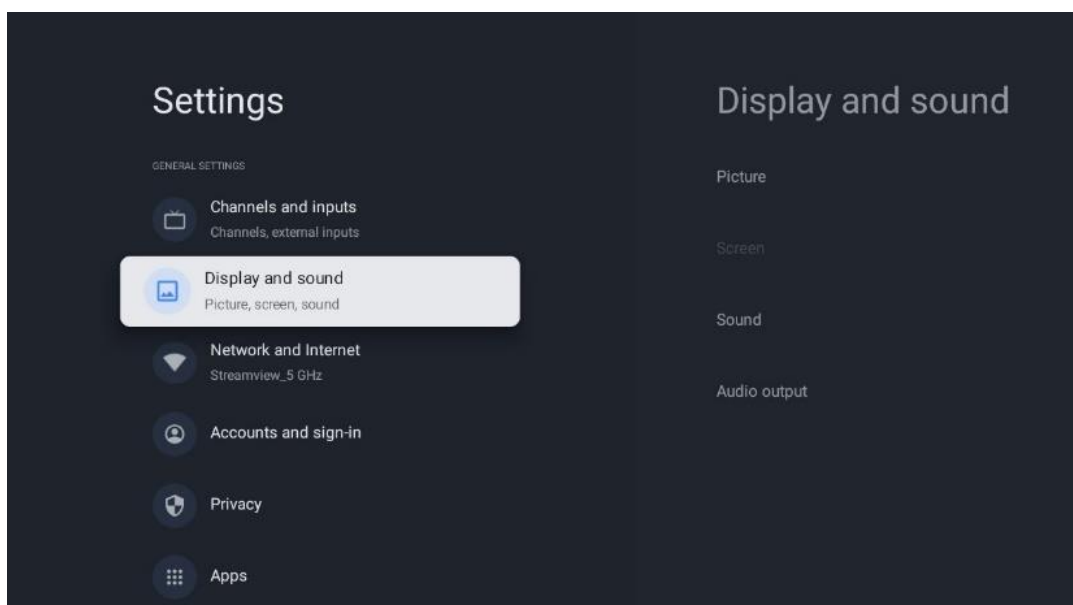 Settings
GENERAL SETTINGS
Channels and inputs
Channels, external inputs
Display and sound
Picture, screen, sound
Network and Internet
Streamview_5 GHz
Accounts and sign-in
Privacy
Apps
Display and sound
Picture
Screen
Sound
Audio output